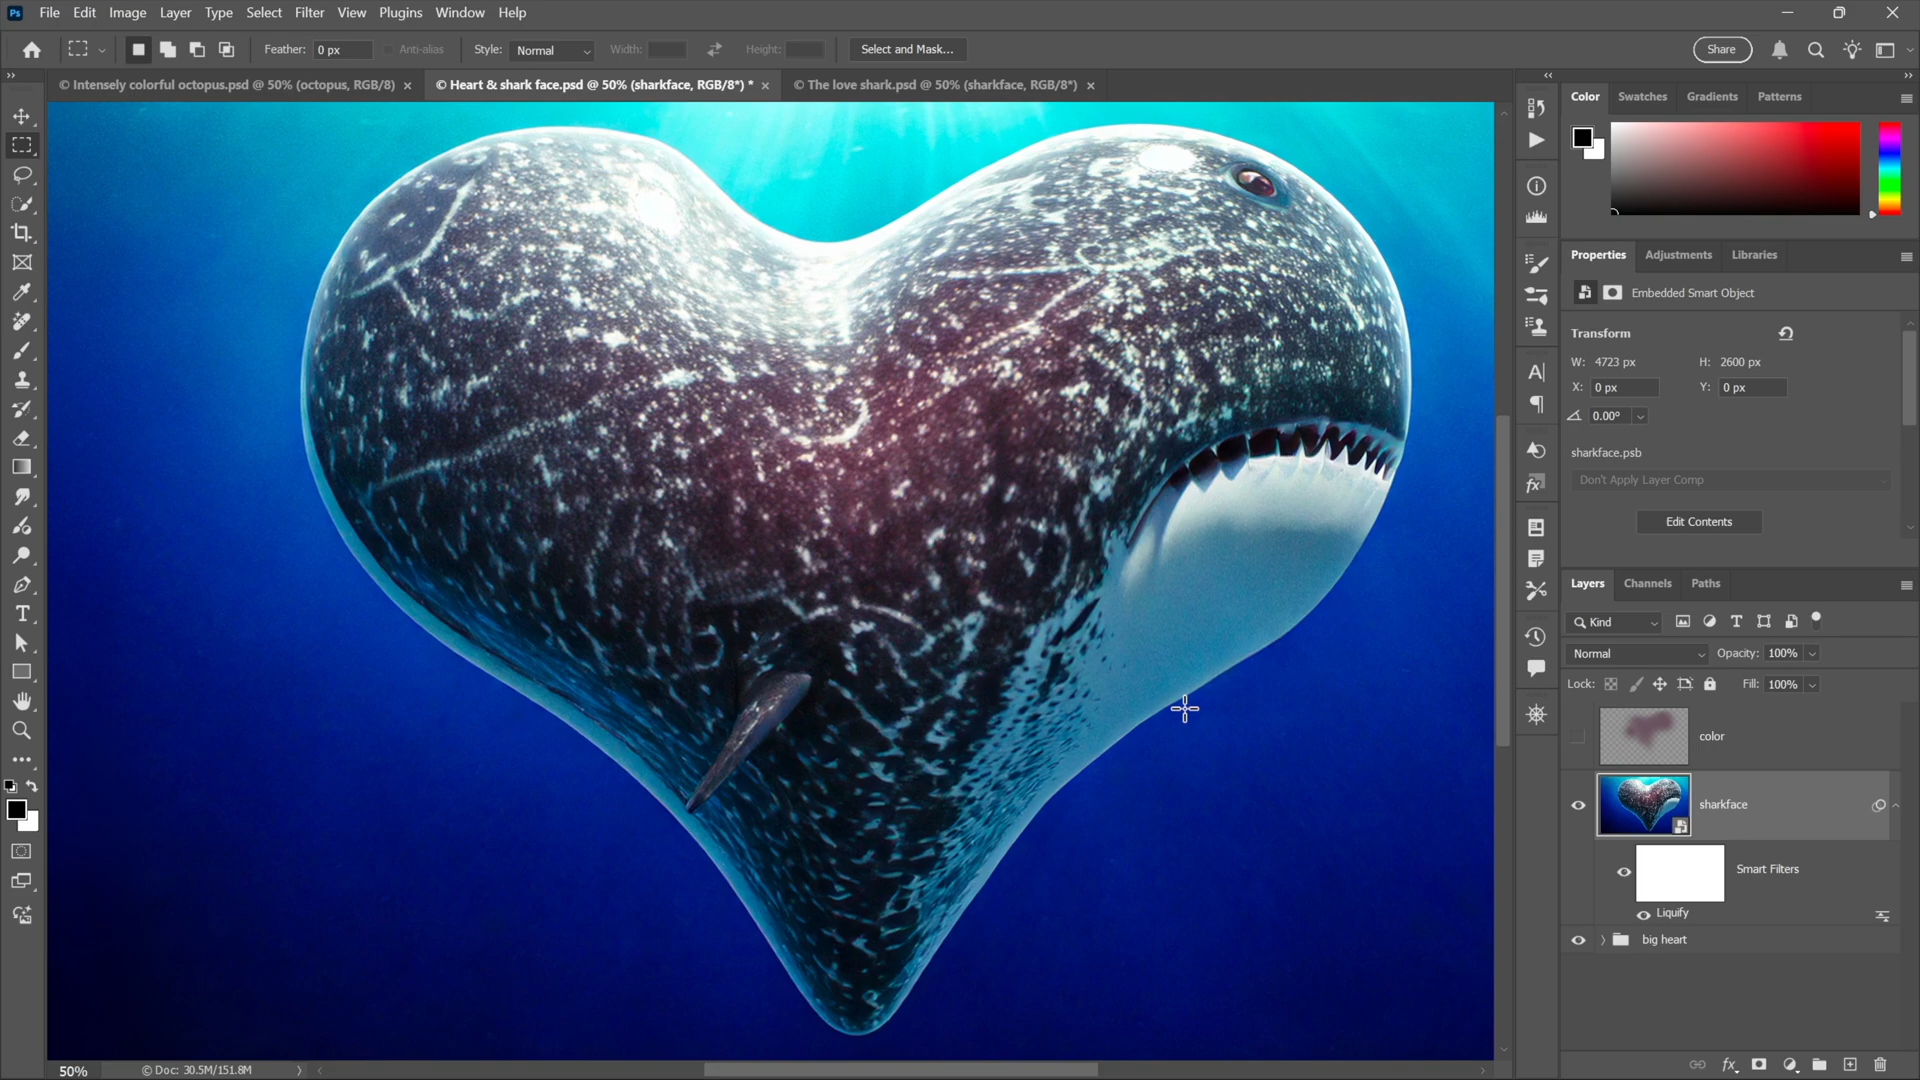 Ps File Edit Image Layer Type Select Filter View Plugins Window Help
Feather: 0 px Anti-alias Style: Normal Width: Height: Select and Mask... Share
© Intensely colorful octopus.psd @ 50% (octopus, RGB/8) × © Heart & shark face.psd @ 50% (sharkface, RGB/8*) * × © The love shark.psd @ 50% (sharkface, RGB/8*) ×
Color Swatches Gradients Patterns
Properties Adjustments Libraries
Embedded Smart Object
Transform
W: 4723 px H: 2600 px
X: 0 px Y: 0 px
0.00°
sharkface.psb
Don't Apply Layer Comp
Edit Contents
Layers Channels Paths
Kind
Normal Opacity: 100%
Lock: Fill: 100%
color
sharkface
Smart Filters
Liquify
big heart
50% © Doc: 30.5M/151.8M